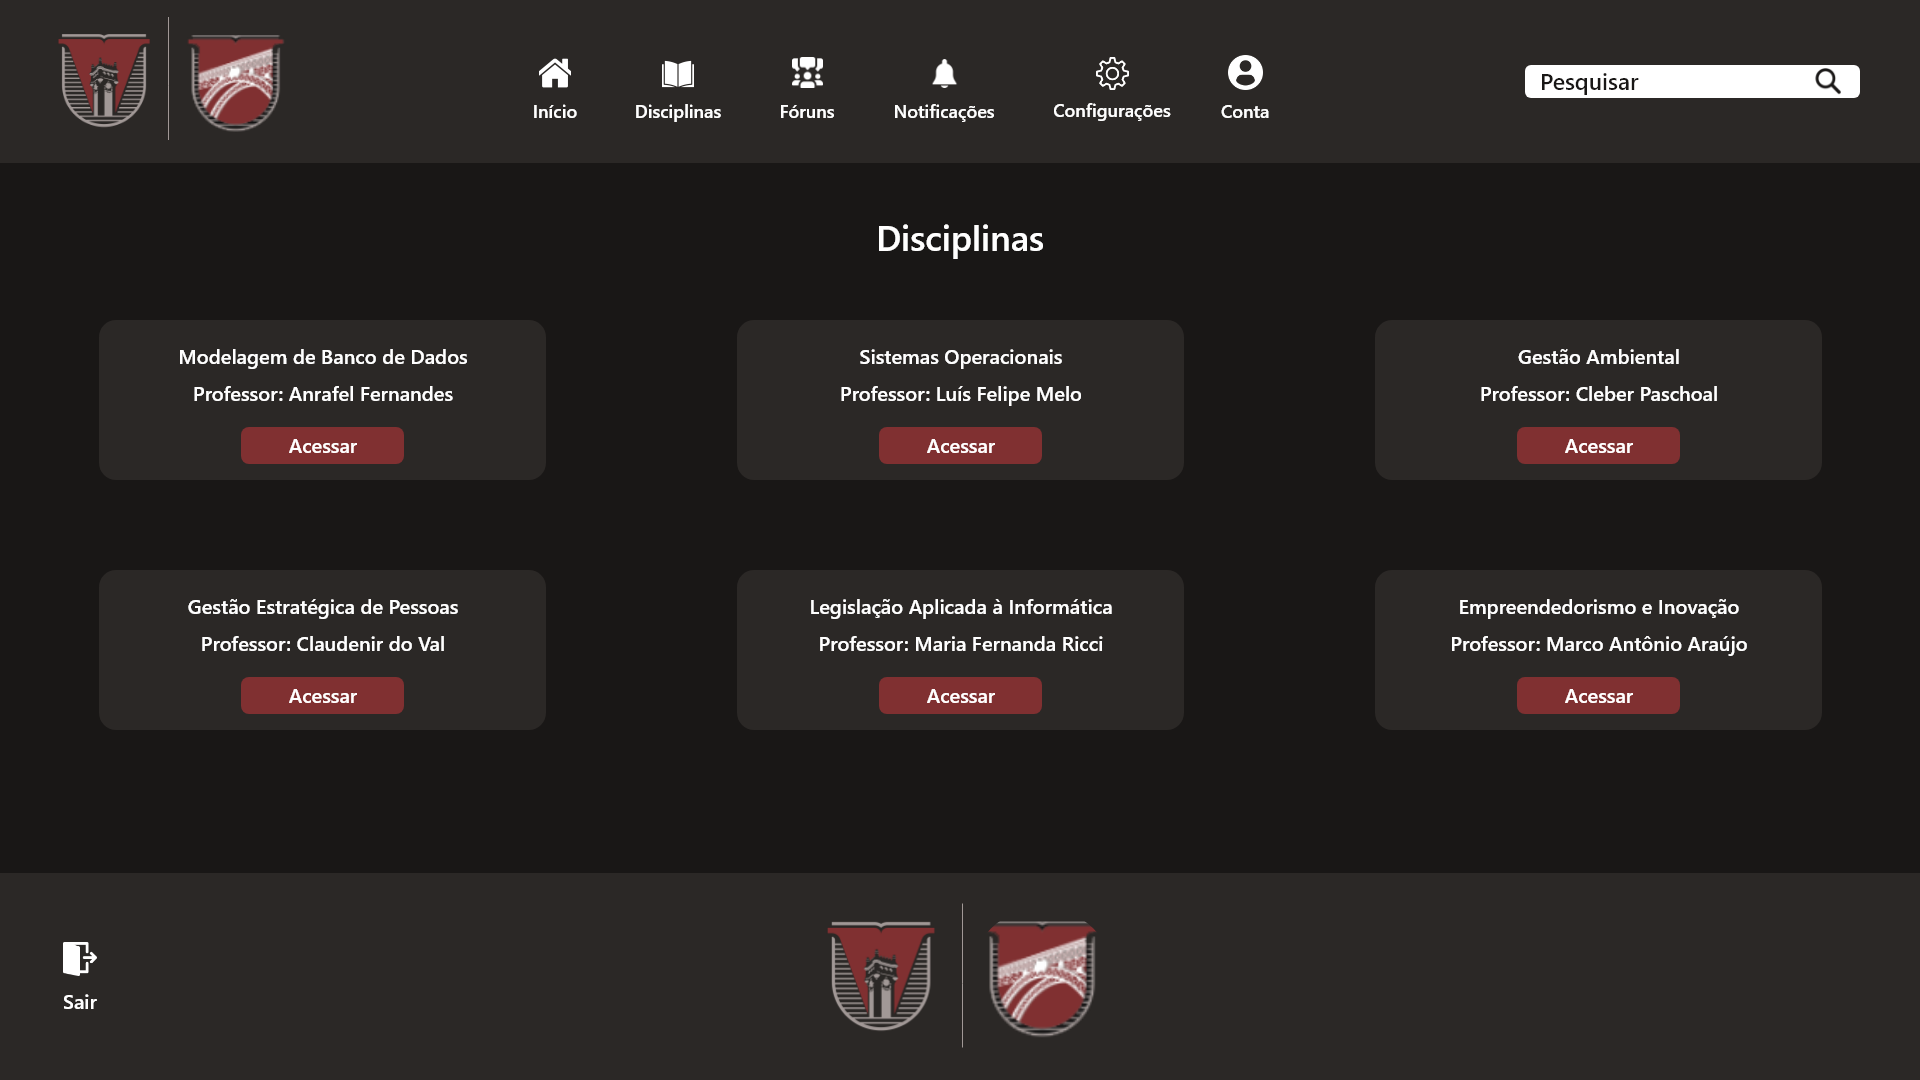 Início
Disciplinas
Fóruns
Notificações
Configurações
Conta
Pesquisar
Disciplinas
Modelagem de Banco de Dados
Professor: Anrafel Fernandes
Acessar
Sistemas Operacionais
Professor: Luís Felipe Melo
Acessar
Gestão Ambiental
Professor: Cleber Paschoal
Acessar
Gestão Estratégica de Pessoas
Professor: Claudenir do Val
Acessar
Legislação Aplicada à Informática
Professor: Maria Fernanda Ricci
Acessar
Empreendedorismo e Inovação
Professor: Marco Antônio Araújo
Acessar
Sair